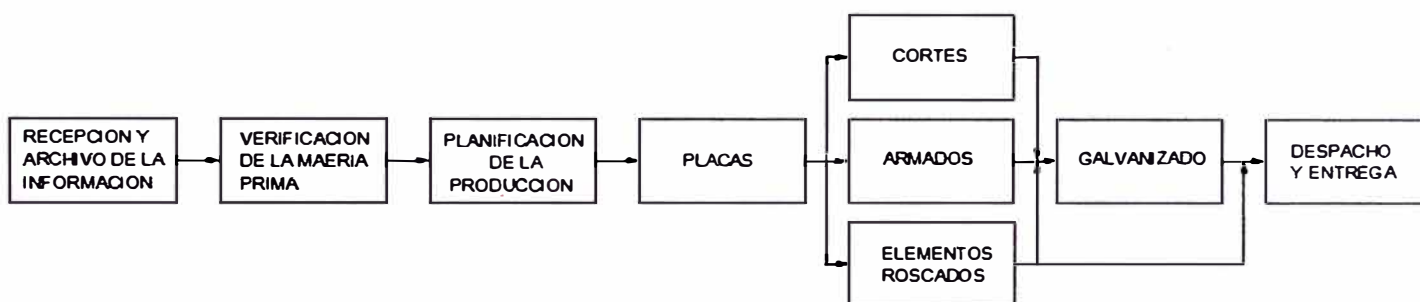 RECEPCION Y
ARCHIVO DE LA
INFORMACION
VERIFICACION
DE LA MAERIA
PRIMA
PLANIFICACION
DE LA
PRODUCCION
PLACAS
CORTES
ARMADOS
ELEMENTOS
ROSCADOS
GALVANIZADO
DESPACHO
Y ENTREGA